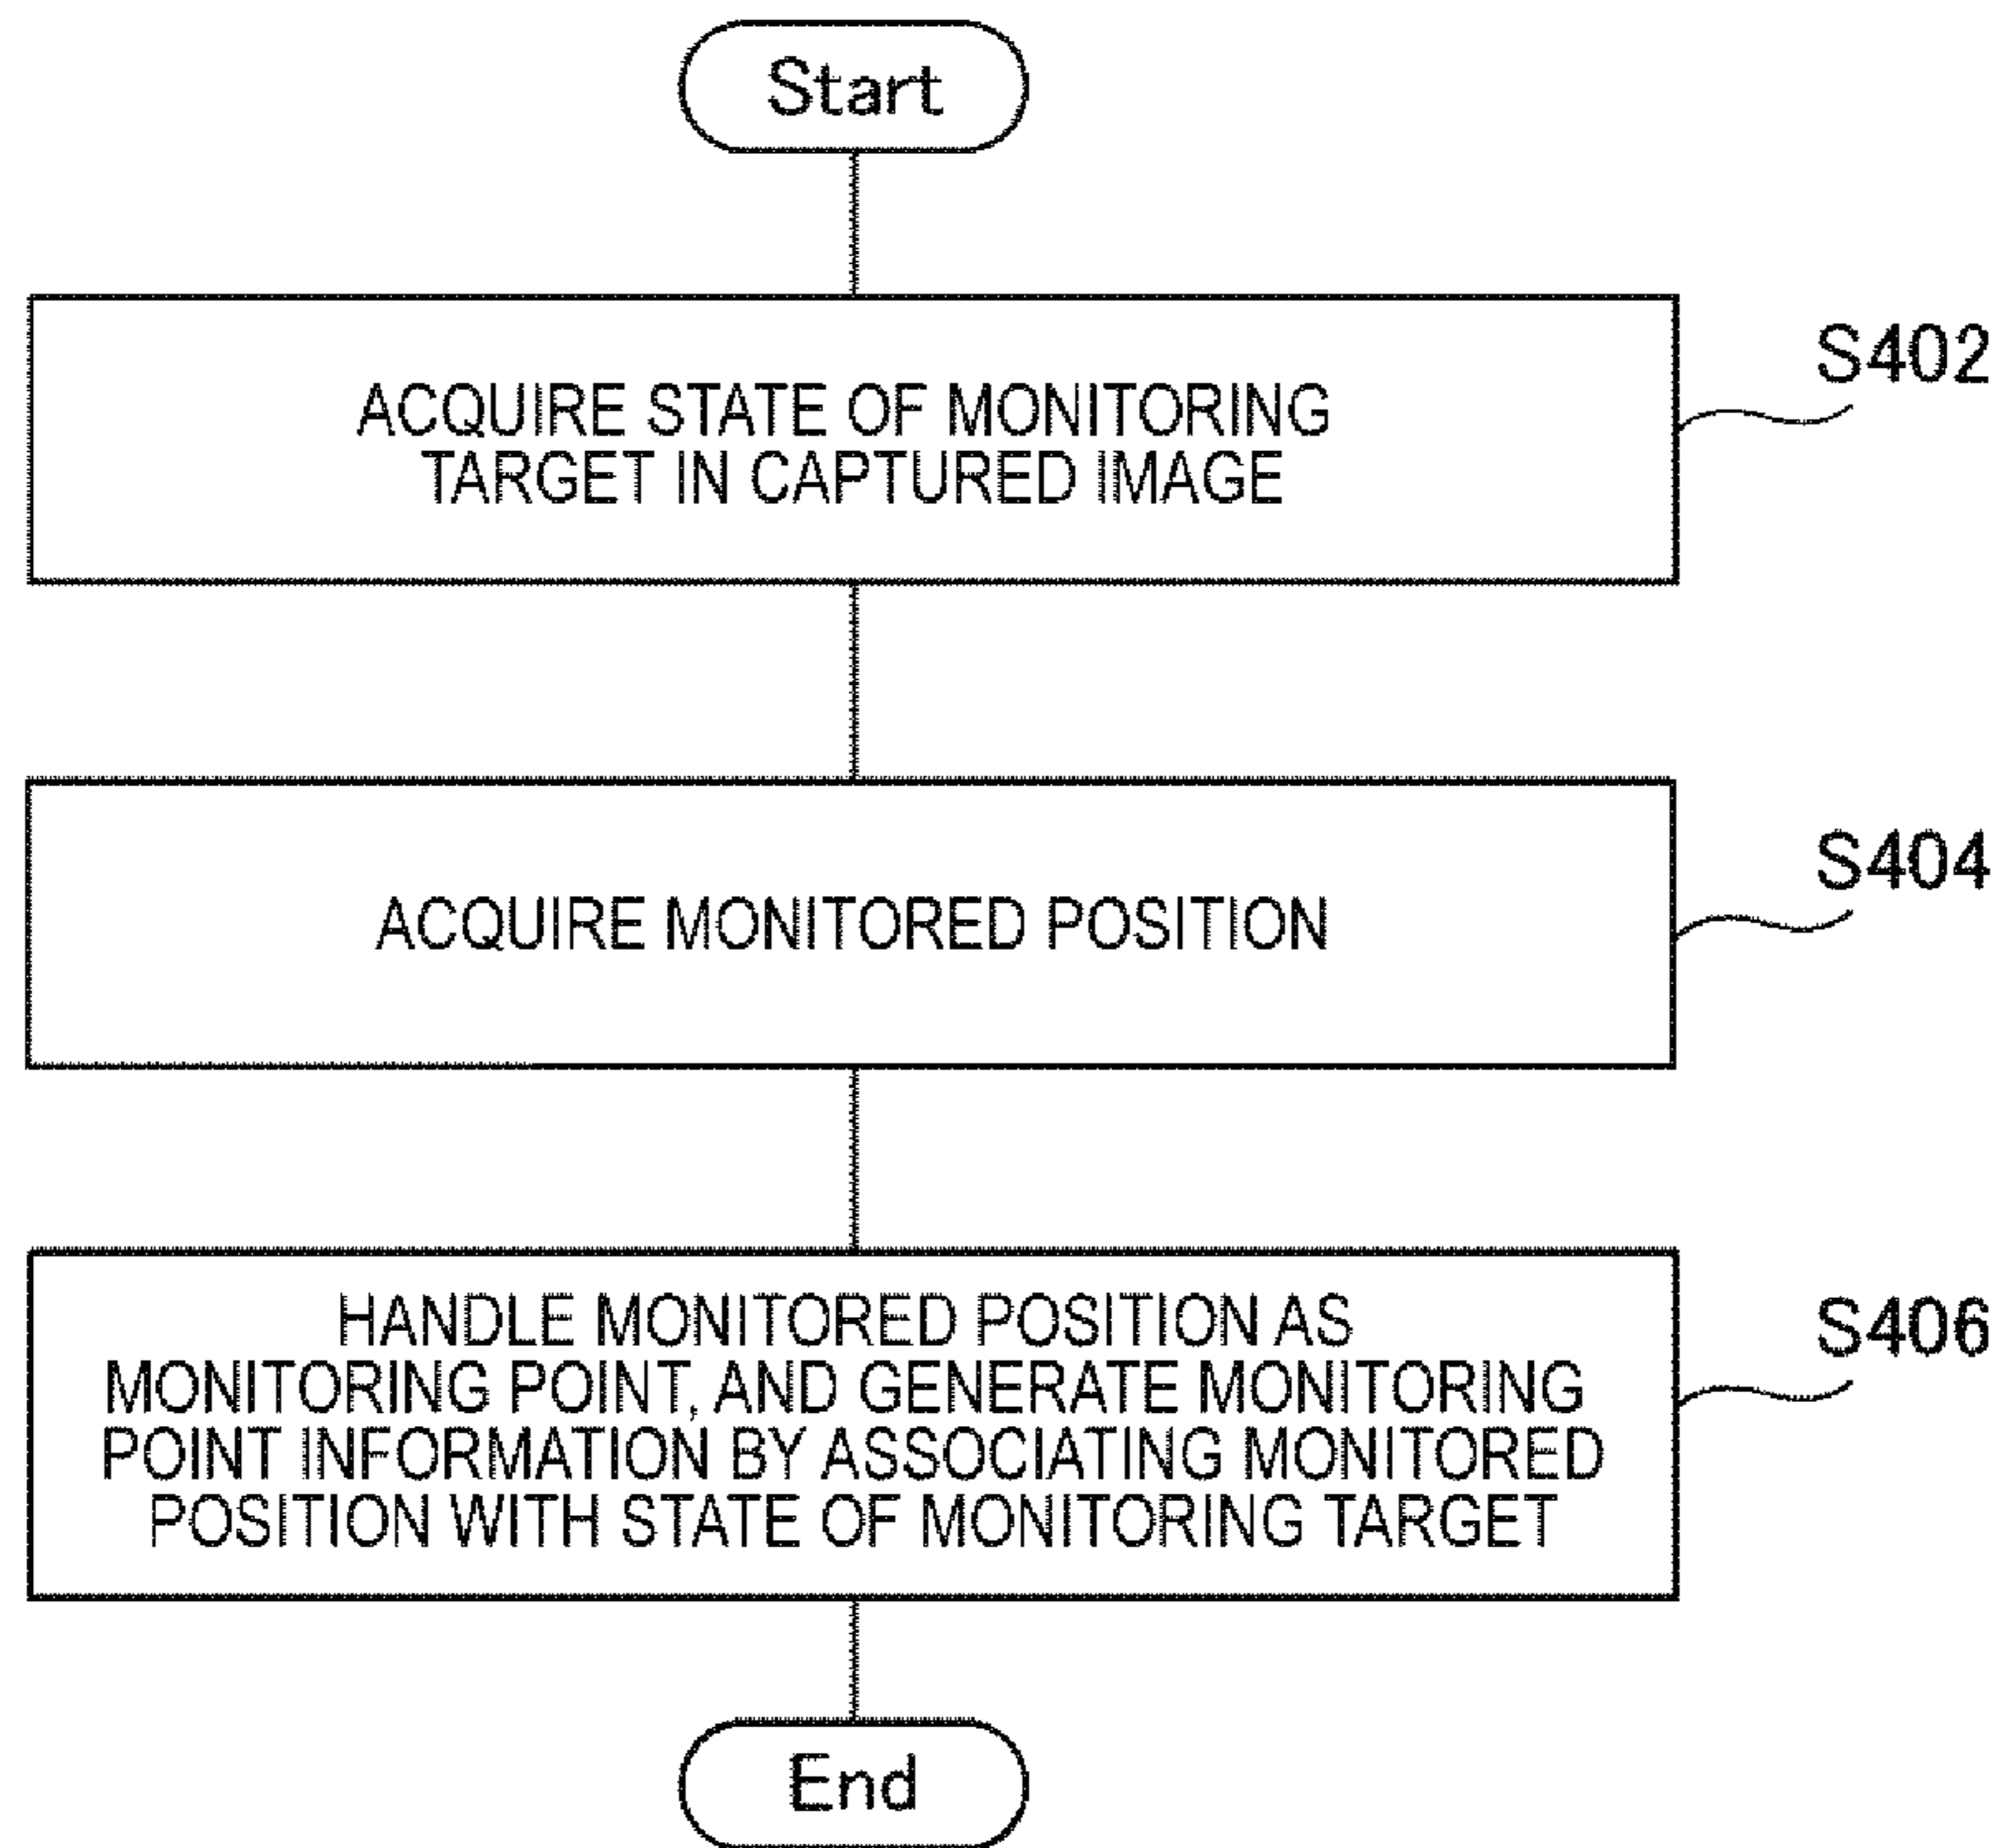 Start
S402
ACQUIRE STATE OF MONITORING
TARGET IN CAPTURED IMAGE
S404
ACQUIRE MONITORED POSITION
S406
HANDLE MONITORED POSITION AS
MONITORING POINT, AND GENERATE MONITORING
POINT INFORMATION BY ASSOCIATING MONITORED
POSITION WITH STATE OF MONITORING TARGET
End